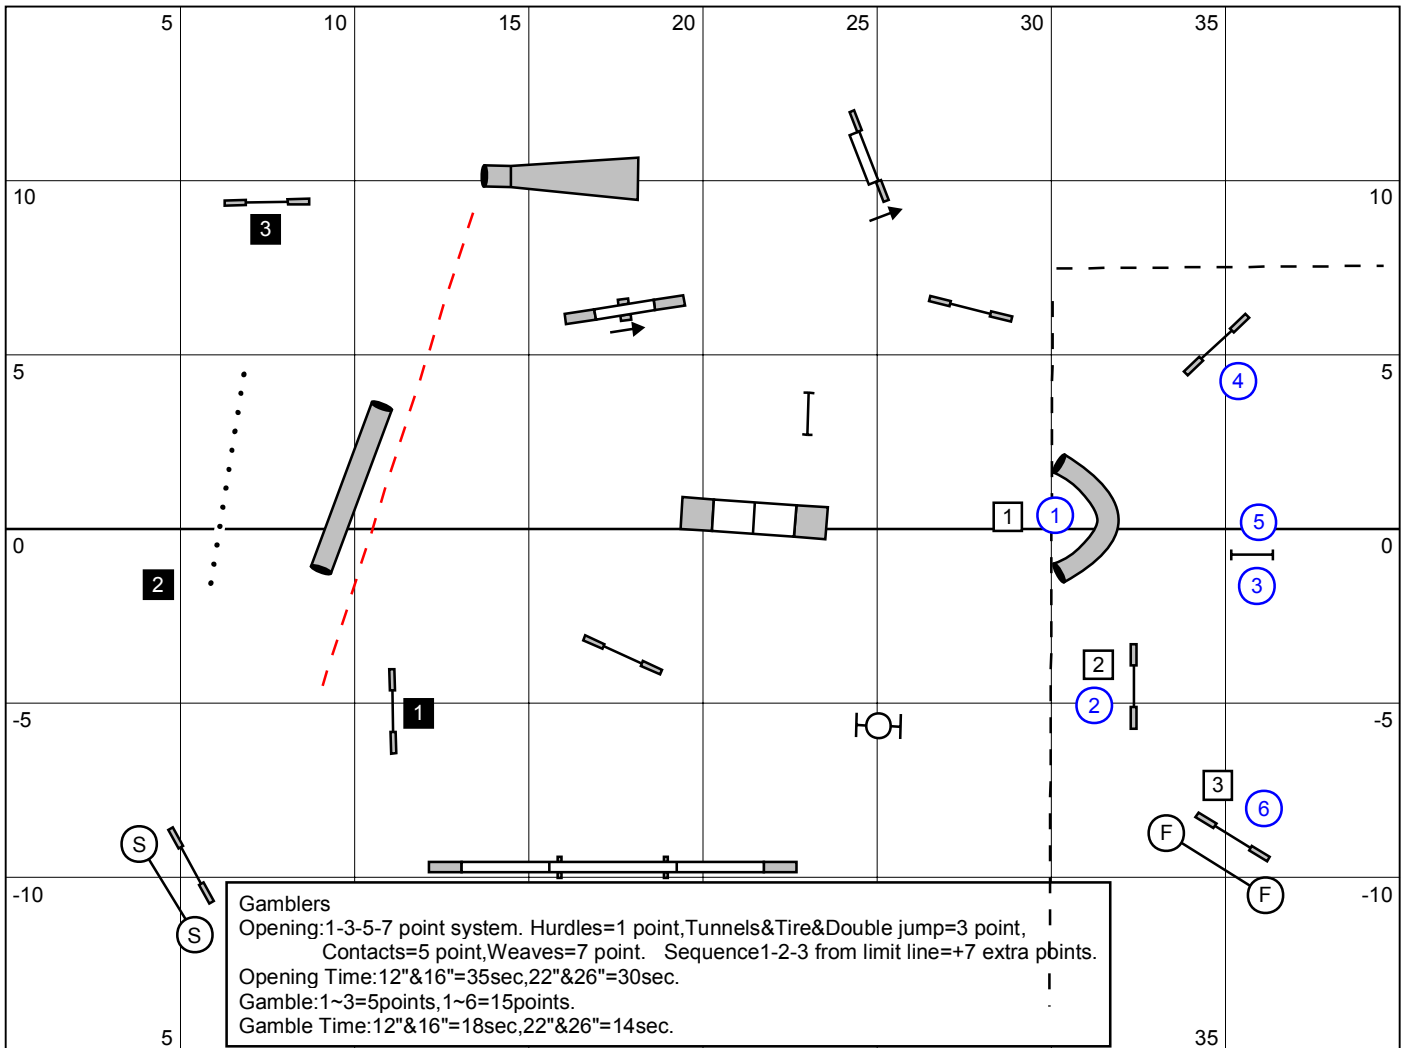 5 10 15 20 25 30 35
10 10
3
5 5
4
1 1 5
0 0
2 3
2
1 2
-5 -5
3 6
S F
-10 F -10
S
Gamblers
Opening:1-3-5-7 point system. Hurdles=1 point,Tunnels&Tire&Double jump=3 point,
Contacts=5 point,Weaves=7 point. Sequence1-2-3 from limit line=+7 extra points.
Opening Time:12"&16"=35sec,22"&26"=30sec.
Gamble:1~3=5points,1~6=15points.
Gamble Time:12"&16"=18sec,22"&26"=14sec.
5 35